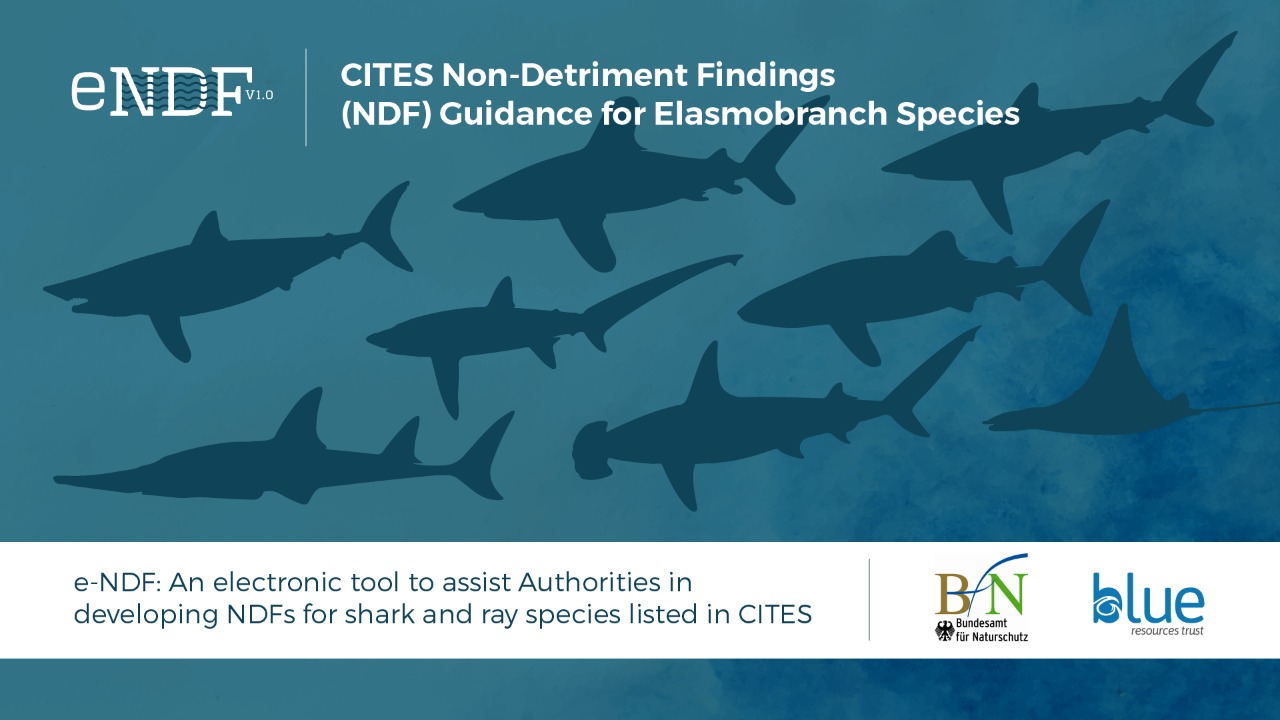 eNDF V1.0
CITES Non-Detriment Findings
(NDF) Guidance for Elasmobranch Species
e-NDF: An electronic tool to assist Authorities in
developing NDFs for shark and ray species listed in CITES
BfN
Bundesamt
für Naturschutz
blue
resources trust